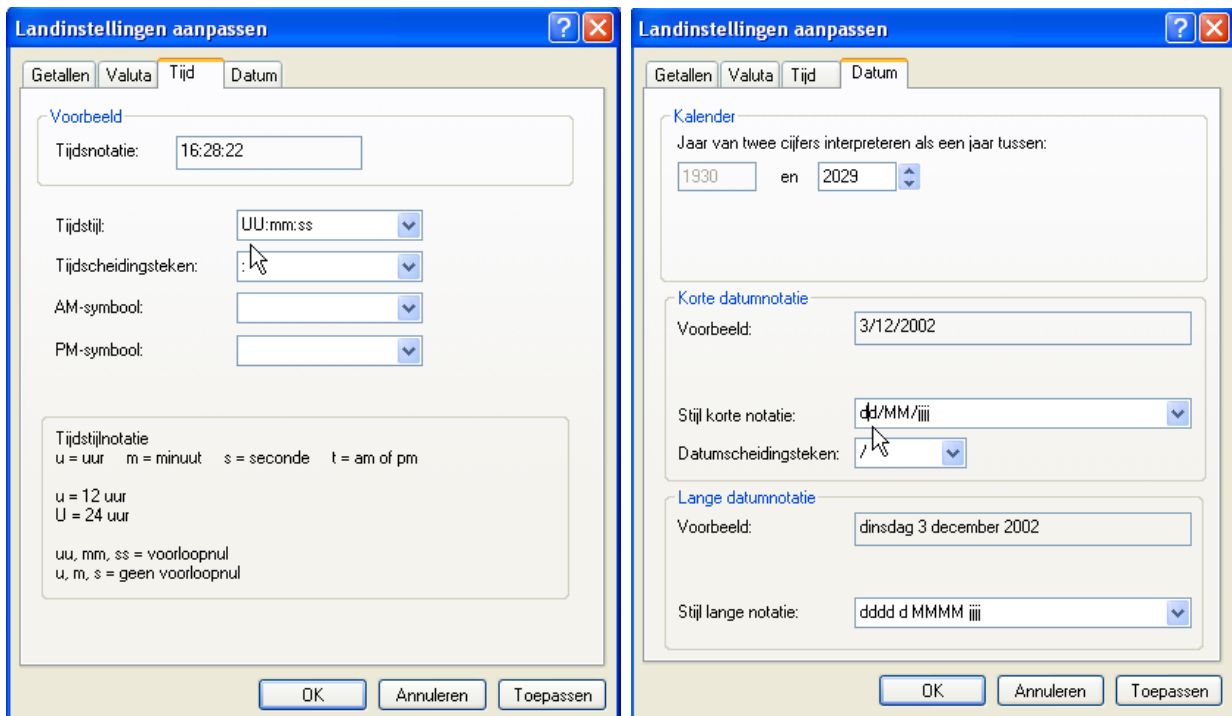 Landinstellingen aanpassen
Getallen Valuta Tijd Datum
Voorbeeld
Tijdsnotatie: 16:28:22
Tijdstijl: UU:mm:ss
Tijdscheidingsteken: :
AM-symbool:
PM-symbool:
Tijdstijlnotatie
u = uur m = minuut s = seconde t = am of pm
u = 12 uur
U = 24 uur
uu, mm, ss = voorloopnul
u, m, s = geen voorloopnul
OK Annuleren Toepassen
Landinstellingen aanpassen
Getallen Valuta Tijd Datum
Kalender
Jaar van twee cijfers interpreteren als een jaar tussen:
1930 en 2029
Korte datumnotatie
Voorbeeld: 3/12/2002
Stijl korte notatie: dd/MM/jjjj
Datumscheidingsteken: /
Lange datumnotatie
Voorbeeld: dinsdag 3 december 2002
Stijl lange notatie: dddd d MMMM jjjj
OK Annuleren Toepassen